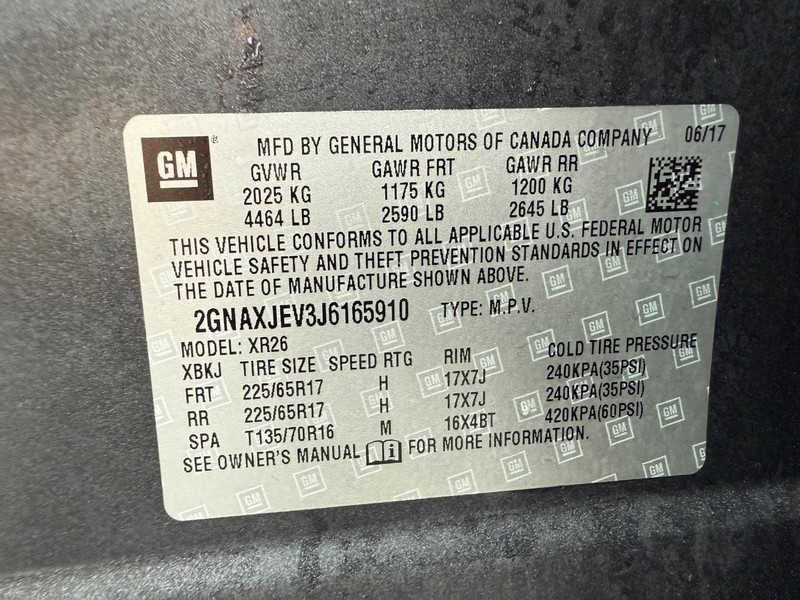 GM ® MFD BY GENERAL MOTORS OF CANADA COMPANY 06/17
GVWR GAWR FRT GAWR RR
2025 KG 1175 KG 1200 KG
4464 LB 2590 LB 2645 LB
THIS VEHICLE CONFORMS TO ALL APPLICABLE U.S. FEDERAL MOTOR
VEHICLE SAFETY AND THEFT PREVENTION STANDARDS IN EFFECT ON
THE DATE OF MANUFACTURE SHOWN ABOVE.
2GNAXJEV3J6165910 TYPE: M.P.V.
MODEL: XR26
XBKJ TIRE SIZE SPEED RTG RIM COLD TIRE PRESSURE
FRT 225/65R17 H 17X7J 240KPA(35PSI)
RR 225/65R17 H 17X7J 240KPA(35PSI)
SPA T135/70R16 M 16X4BT 420KPA(60PSI)
SEE OWNER'S MANUAL FOR MORE INFORMATION.